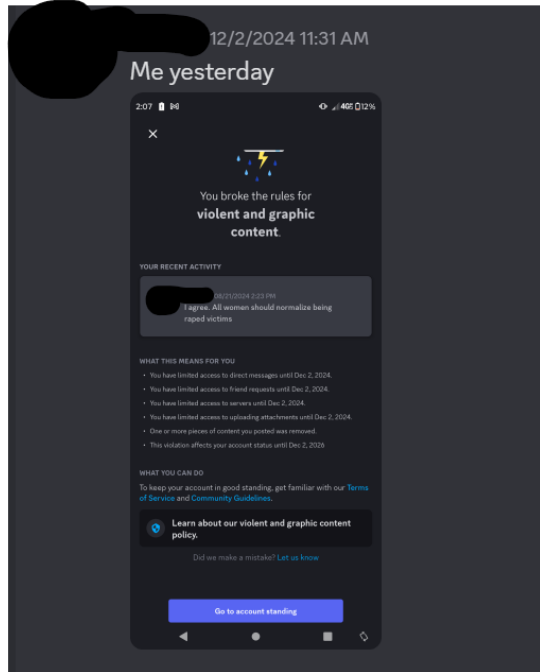 12/2/2024 11:31 AM
Me yesterday
2:07
4GE 12%
You broke the rules for
violent and graphic
content.
YOUR RECENT ACTIVITY
08/21/2024 2:23 PM
I agree. All women should normalize being
raped victims
WHAT THIS MEANS FOR YOU
• You have limited access to direct messages until Dec 2, 2024.
• You have limited access to friend requests until Dec 2, 2024.
• You have limited access to servers until Dec 2, 2024.
• You have limited access to uploading attachments until Dec 2, 2024.
• One or more pieces of content you posted was removed.
• This violation affects your account status until Dec 2, 2026
WHAT YOU CAN DO
To keep your account in good standing, get familiar with our Terms
of Service and Community Guidelines.
Learn about our violent and graphic content
policy.
Did we make a mistake? Let us know
Go to account standing